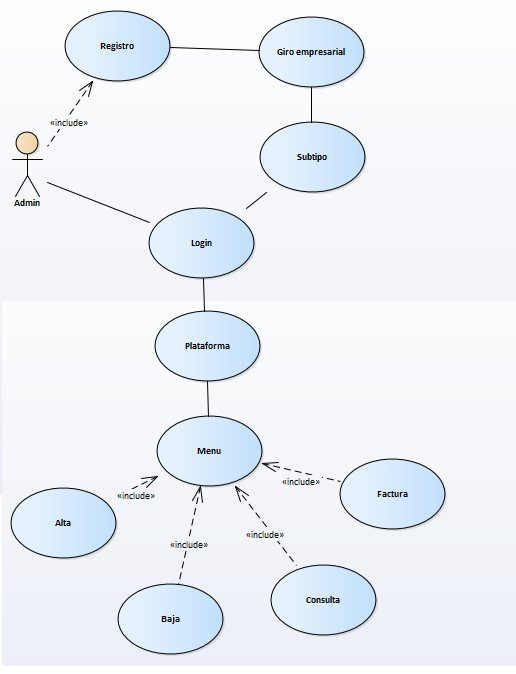 Registro
Giro empresarial
«include»
Subtipo
Admin
Login
Plataforma
Menu
«include»
Factura
«include»
Alta
«include»
«include»
Consulta
Baja